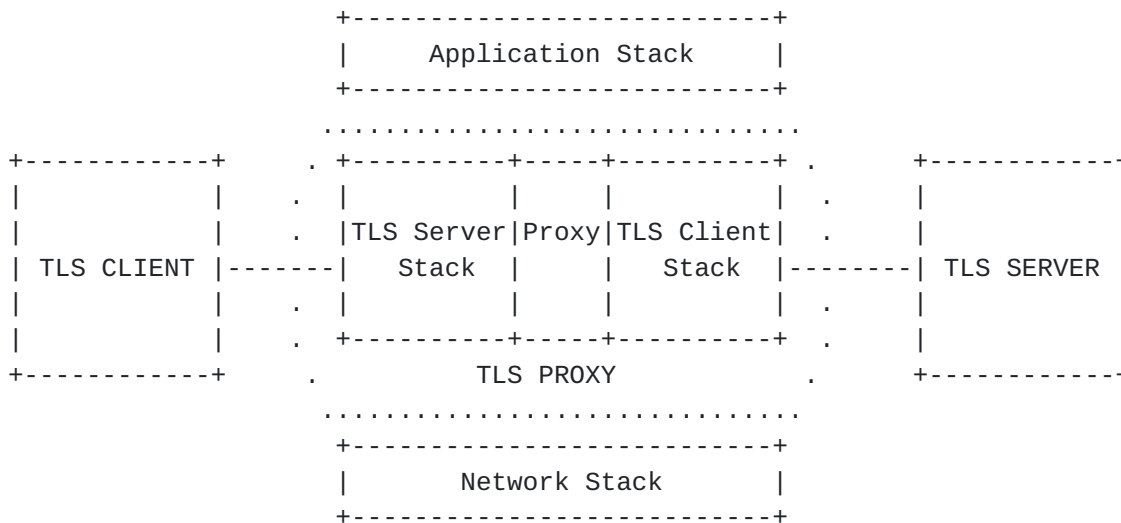 Application Stack
TLS Server Proxy TLS Client
TLS CLIENT Stack Stack TLS SERVER
TLS PROXY
Network Stack